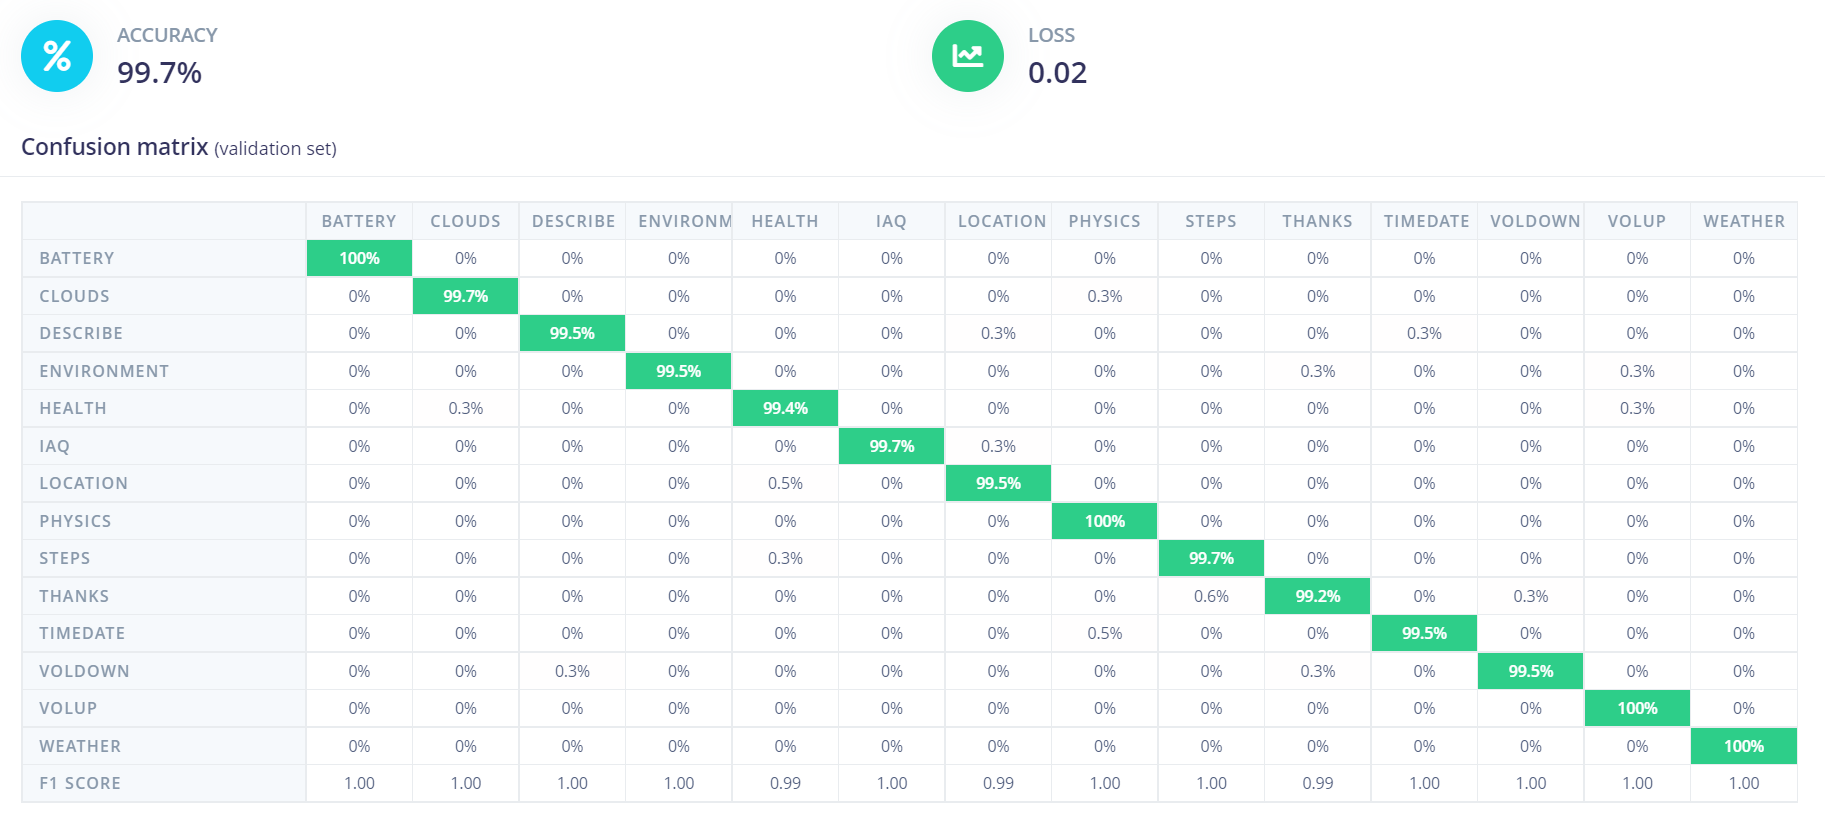 ACCURACY
99.7%
LOSS
0.02
Confusion matrix (validation set)
BATTERY CLOUDS DESCRIBE ENVIRONM HEALTH IAQ LOCATION PHYSICS STEPS THANKS TIMEDATE VOLDOWN VOLUP WEATHER
BATTERY 100% 0% 0% 0% 0% 0% 0% 0% 0% 0% 0% 0% 0% 0%
CLOUDS 0% 99.7% 0% 0% 0% 0% 0% 0.3% 0% 0% 0% 0% 0% 0%
DESCRIBE 0% 0% 99.5% 0% 0% 0% 0.3% 0% 0% 0% 0.3% 0% 0% 0%
ENVIRONMENT 0% 0% 0% 99.5% 0% 0% 0% 0% 0% 0.3% 0% 0% 0.3% 0%
HEALTH 0% 0.3% 0% 0% 99.4% 0% 0% 0% 0% 0% 0% 0% 0.3% 0%
IAQ 0% 0% 0% 0% 0% 99.7% 0.3% 0% 0% 0% 0% 0% 0% 0%
LOCATION 0% 0% 0% 0% 0.5% 0% 99.5% 0% 0% 0% 0% 0% 0% 0%
PHYSICS 0% 0% 0% 0% 0% 0% 0% 100% 0% 0% 0% 0% 0% 0%
STEPS 0% 0% 0% 0% 0.3% 0% 0% 0% 99.7% 0% 0% 0% 0% 0%
THANKS 0% 0% 0% 0% 0% 0% 0% 0% 0.6% 99.2% 0% 0.3% 0% 0%
TIMEDATE 0% 0% 0% 0% 0% 0% 0% 0.5% 0% 0% 99.5% 0% 0% 0%
VOLDOWN 0% 0% 0.3% 0% 0% 0% 0% 0% 0% 0.3% 0% 99.5% 0% 0%
VOLUP 0% 0% 0% 0% 0% 0% 0% 0% 0% 0% 0% 0% 100% 0%
WEATHER 0% 0% 0% 0% 0% 0% 0% 0% 0% 0% 0% 0% 0% 100%
F1 SCORE 1.00 1.00 1.00 1.00 0.99 1.00 0.99 1.00 1.00 0.99 1.00 1.00 1.00 1.00